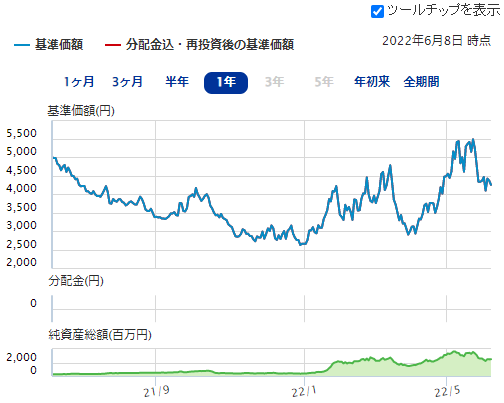 ツールチップを表示
2022年6月8日 時点
基準価額 分配金込・再投資後の基準価額
1ヶ月 3ヶ月 半年 1年 3年 5年 年初来 全期間
基準価額(円)
5,500
5,000
4,500
4,000
3,500
3,000
2,500
2,000
分配金(円)
0
純資産総額(百万円)
2,000
0
21/9 22/1 22/5